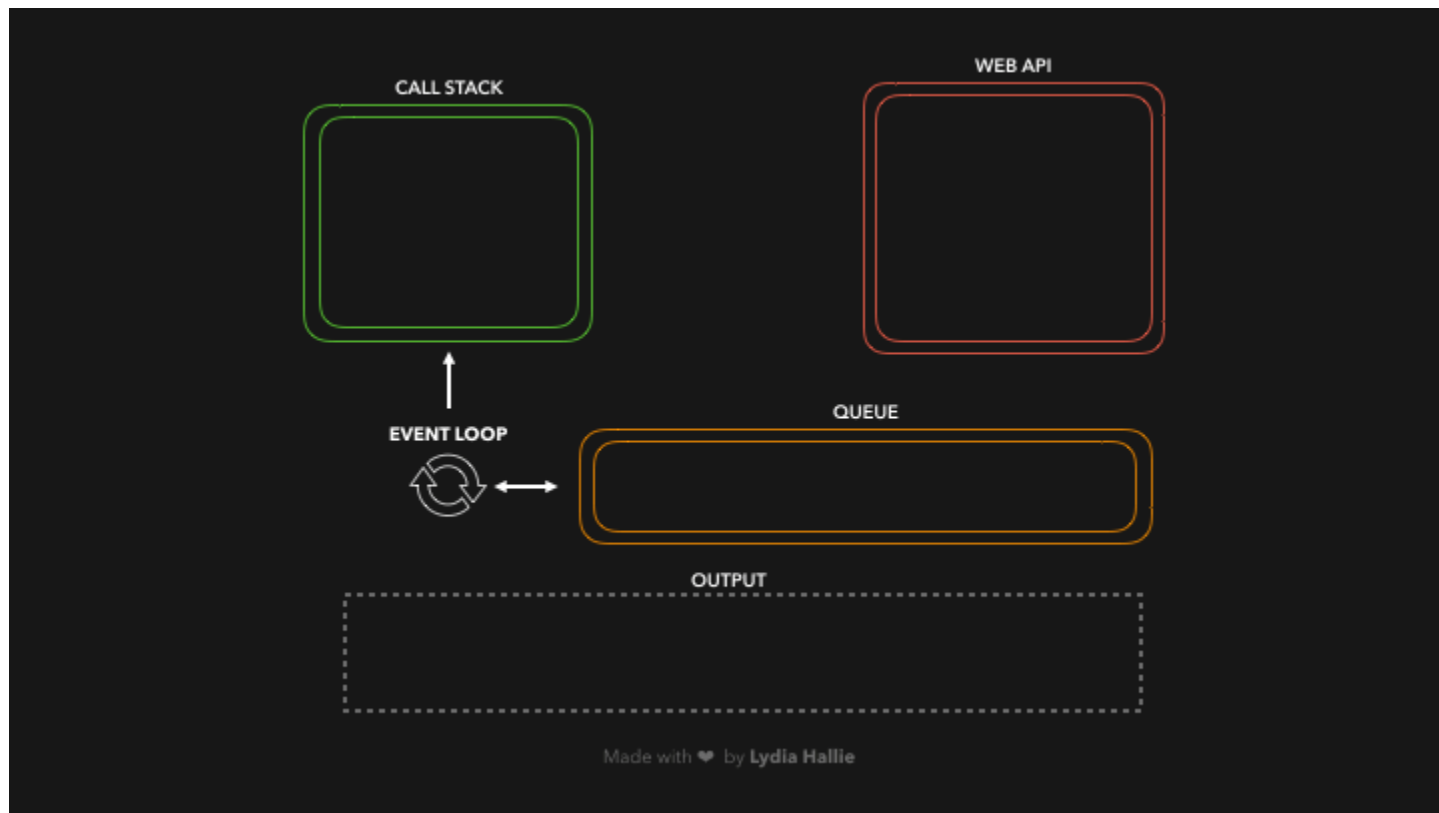 WEB API
CALL STACK
QUEUE
EVENT LOOP
OUTPUT
Made with ❤ by Lydia Hallie